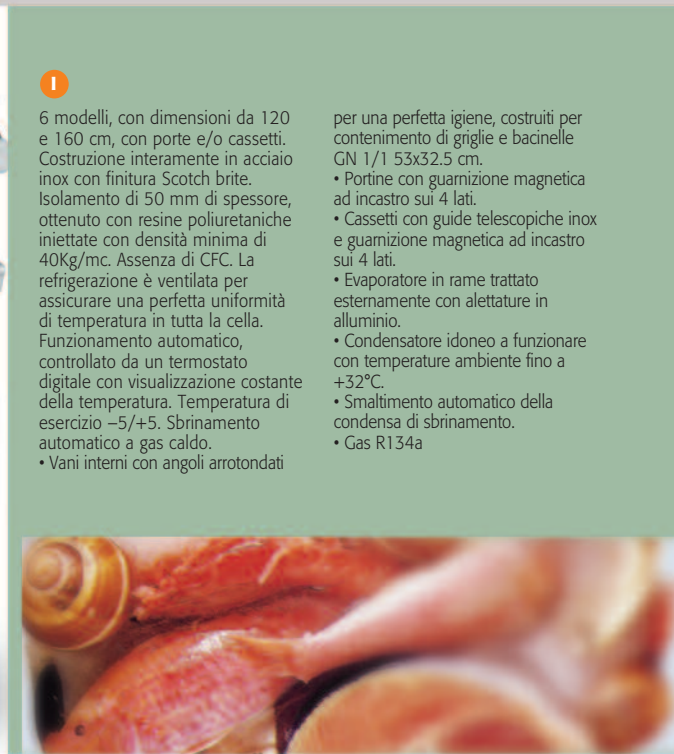 I
6 modelli, con dimensioni da 120
e 160 cm, con porte e/o cassetti.
Costruzione interamente in acciaio
inox con finitura Scotch brite.
Isolamento di 50 mm di spessore,
ottenuto con resine poliuretaniche
iniettate con densità minima di
40Kg/mc. Assenza di CFC. La
refrigerazione è ventilata per
assicurare una perfetta uniformità
di temperatura in tutta la cella.
Funzionamento automatico,
controllato da un termostato
digitale con visualizzazione costante
della temperatura. Temperatura di
esercizio –5/+5. Sbrinamento
automatico a gas caldo.
• Vani interni con angoli arrotondati
per una perfetta igiene, costruiti per
contenimento di griglie e bacinelle
GN 1/1 53x32.5 cm.
• Portine con guarnizione magnetica
ad incastro sui 4 lati.
• Cassetti con guide telescopiche inox
e guarnizione magnetica ad incastro
sui 4 lati.
• Evaporatore in rame trattato
esternamente con alettature in
alluminio.
• Condensatore idoneo a funzionare
con temperature ambiente fino a
+32°C.
• Smaltimento automatico della
condensa di sbrinamento.
• Gas R134a